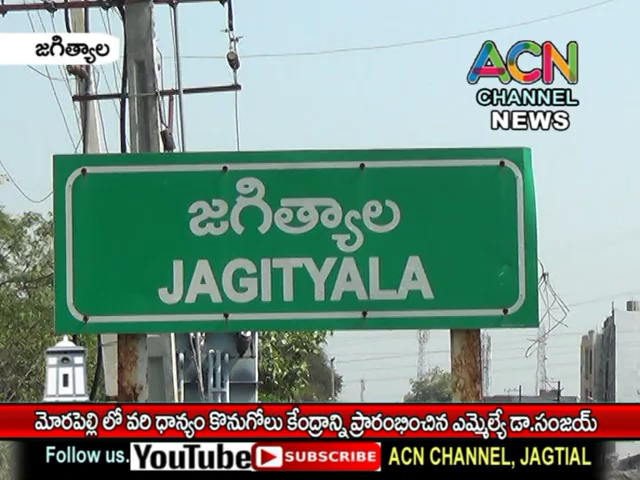 జగిత్యాల
ACN
CHANNEL
NEWS
జగిత్యాల
JAGITYALA
మోరపెల్లి లో వరి ధాన్యం కొనుగోలు కేంద్రాన్ని ప్రారంభించిన ఎమ్మెల్యే డా.సంజయ్
Follow us. YouTube SUBSCRIBE ACN CHANNEL, JAGTIAL